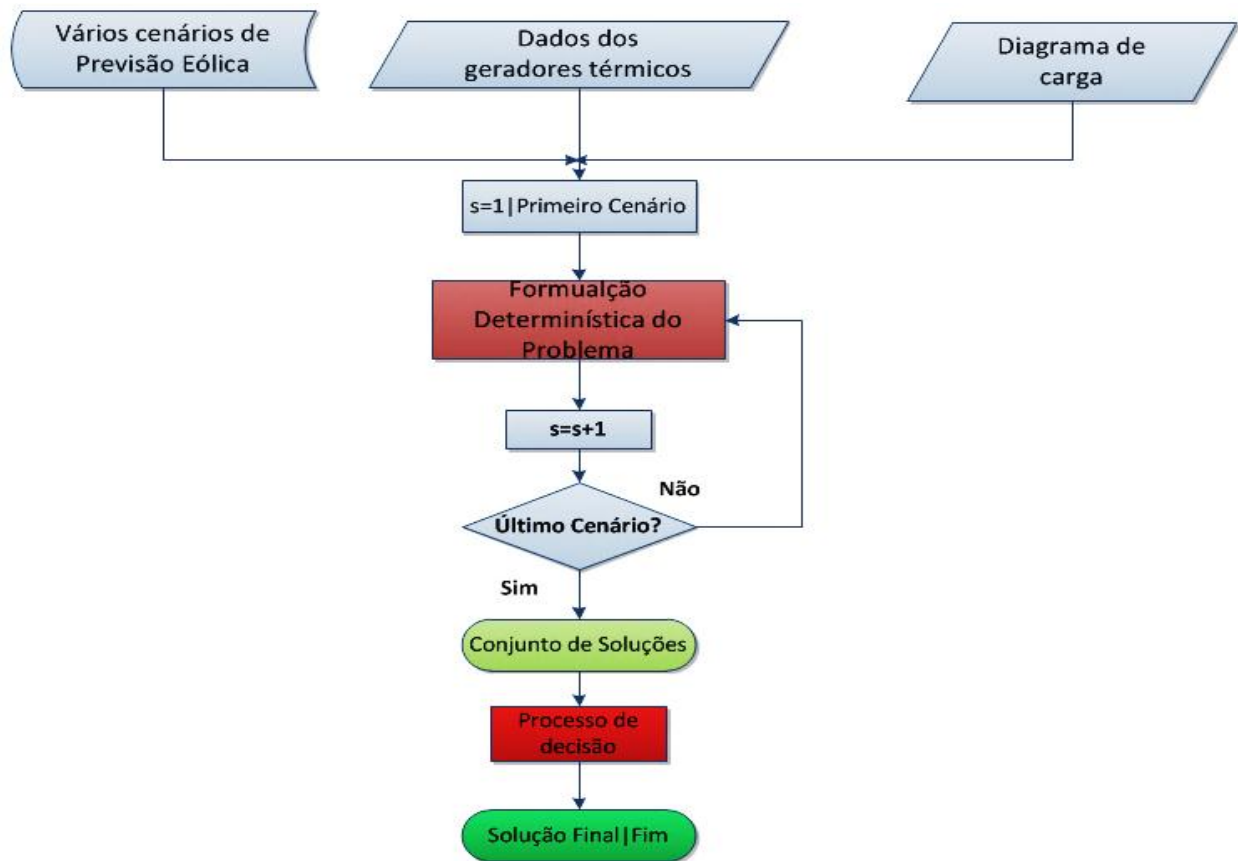 Vários cenários de
Previsão Eólica
Dados dos
geradores térmicos
Diagrama de
carga
s=1|Primeiro Cenário
Formualção
Determinística do
Problema
s=s+1
Não
Último Cenário?
Sim
Conjunto de Soluções
Processo de
decisão
Solução Final|Fim